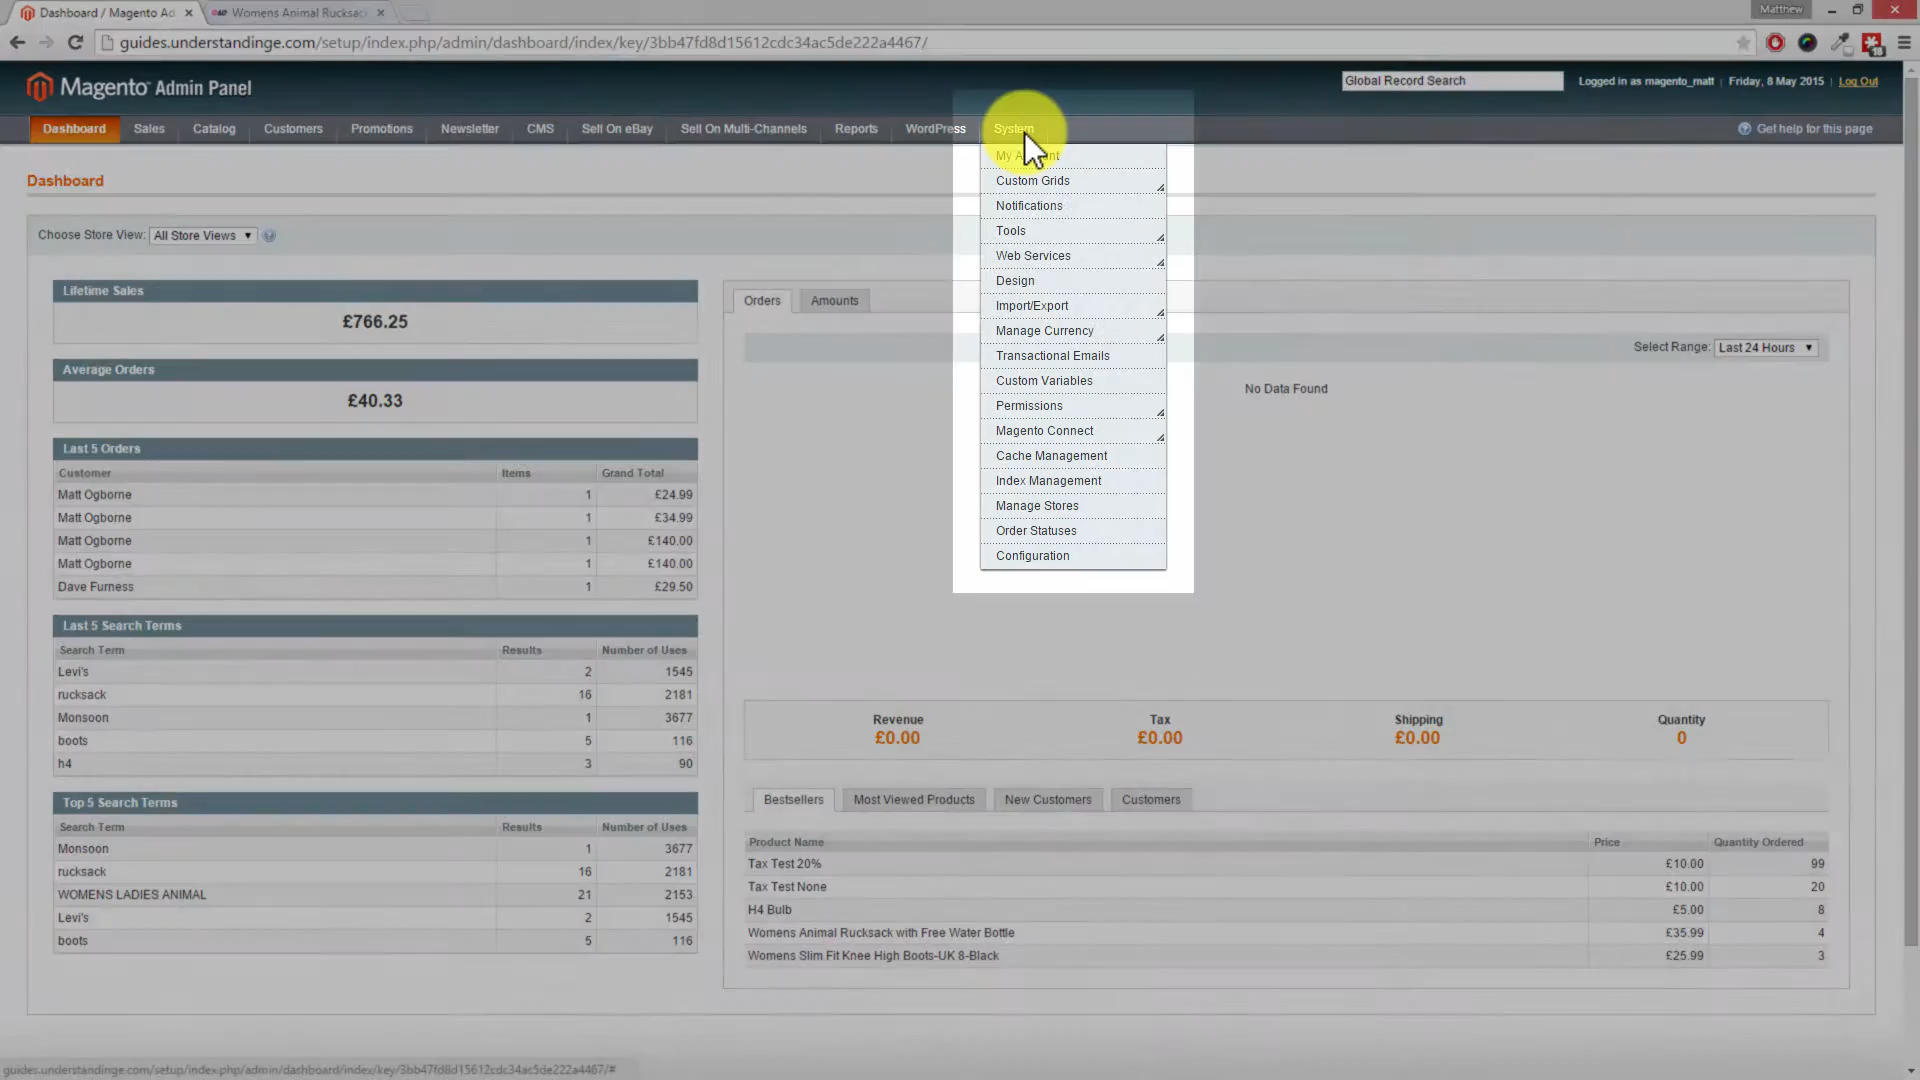 Dashboard / Magento Ad
Womens Animal Rucksac
Matthew
guides.understandinge.com/setup/index.php/admin/dashboard/index/key/3bb47fd8d15612cdc34ac5de222a4467/
Magento Admin Panel
Global Record Search
Logged in as magento_matt | Friday, 8 May 2015 | Log Out
Dashboard Sales Catalog Customers Promotions Newsletter CMS Sell On eBay Sell On Multi-Channels Reports WordPress System
Get help for this page
My Account
Custom Grids
Notifications
Tools
Web Services
Design
Import/Export
Manage Currency
Transactional Emails
Custom Variables
Permissions
Magento Connect
Cache Management
Index Management
Manage Stores
Order Statuses
Configuration
Dashboard
Choose Store View: All Store Views
Lifetime Sales
£766.25
Average Orders
£40.33
Last 5 Orders
Customer Items Grand Total
Matt Ogborne 1 £24.99
Matt Ogborne 1 £34.99
Matt Ogborne 1 £140.00
Matt Ogborne 1 £140.00
Dave Furness 1 £29.50
Last 5 Search Terms
Search Term Results Number of Uses
Levi's 2 1545
rucksack 16 2181
Monsoon 1 3677
boots 5 116
h4 3 90
Top 5 Search Terms
Search Term Results Number of Uses
Monsoon 1 3677
rucksack 16 2181
WOMENS LADIES ANIMAL 21 2153
Levi's 2 1545
boots 5 116
Orders Amounts
Select Range: Last 24 Hours
No Data Found
Revenue Tax Shipping Quantity
£0.00 £0.00 £0.00 0
Bestsellers Most Viewed Products New Customers Customers
Product Name Price Quantity Ordered
Tax Test 20% £10.00 99
Tax Test None £10.00 20
H4 Bulb £5.00 8
Womens Animal Rucksack with Free Water Bottle £35.99 4
Womens Slim Fit Knee High Boots-UK 8-Black £25.99 3
guides.understandinge.com/setup/index.php/admin/dashboard/index/key/3bb47fd8d15612cdc34ac5de222a4467/#